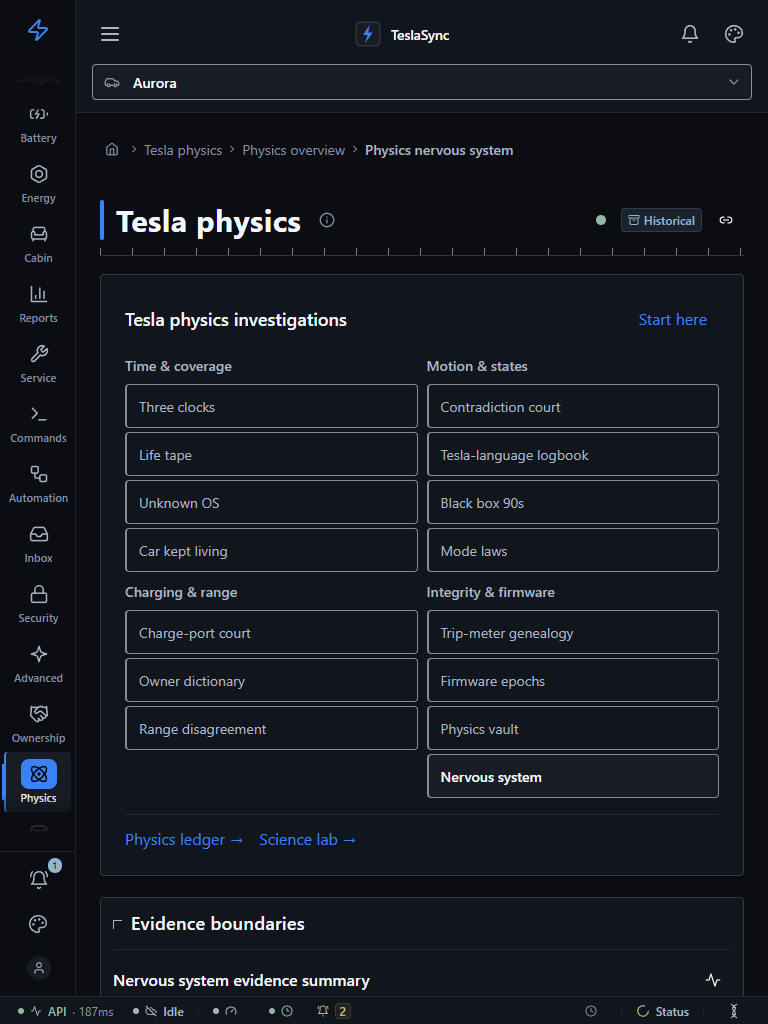 TeslaSync
Aurora
Battery
Energy
Cabin
Reports
Service
Commands
Automation
Inbox
Security
Advanced
Ownership
Physics
1
Tesla physics
Physics overview
Physics nervous system
Tesla physics
Historical
Tesla physics investigations
Start here
Time & coverage
Three clocks
Life tape
Unknown OS
Car kept living
Motion & states
Contradiction court
Tesla-language logbook
Black box 90s
Mode laws
Charging & range
Charge-port court
Owner dictionary
Range disagreement
Integrity & firmware
Trip-meter genealogy
Firmware epochs
Physics vault
Nervous system
Physics ledger →
Science lab →
Evidence boundaries
Nervous system evidence summary
API · 187ms
Idle
2
Status